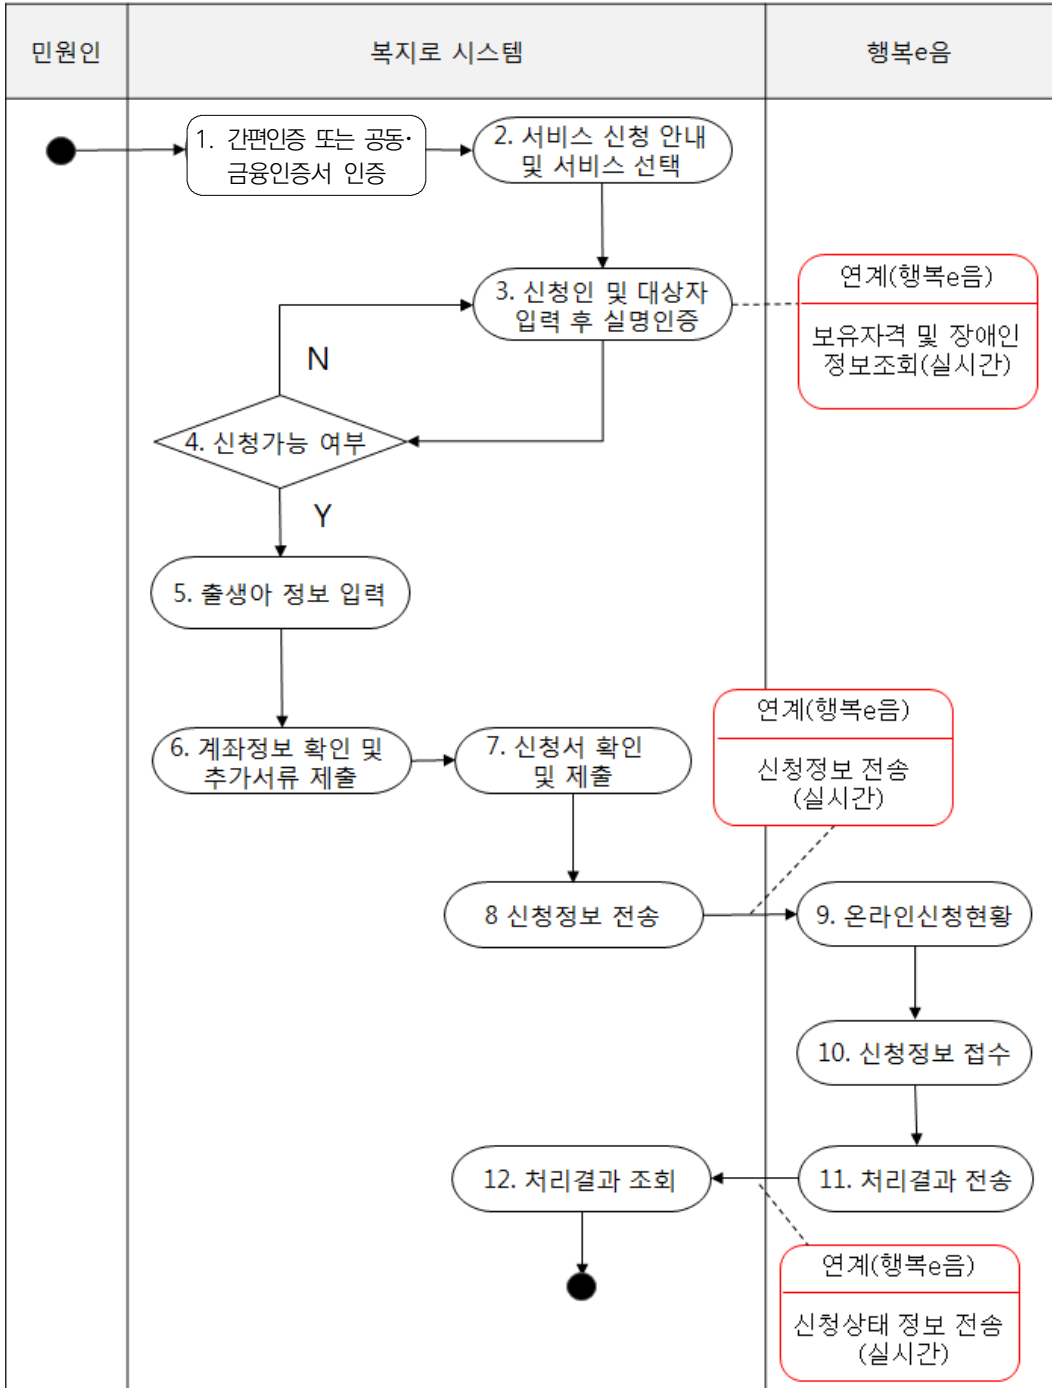 민원인
복지로 시스템
행복e음
1. 간편인증 또는 공동·
금융인증서 인증
2. 서비스 신청 안내
및 서비스 선택
3. 신청인 및 대상자
입력 후 실명인증
연계(행복e음)
보유자격 및 장애인
정보조회(실시간)
N
4. 신청가능 여부
Y
5. 출생아 정보 입력
6. 계좌정보 확인 및
추가서류 제출
7. 신청서 확인
및 제출
연계(행복e음)
신청정보 전송
(실시간)
8 신청정보 전송
9. 온라인신청현황
10. 신청정보 접수
11. 처리결과 전송
12. 처리결과 조회
연계(행복e음)
신청상태 정보 전송
(실시간)